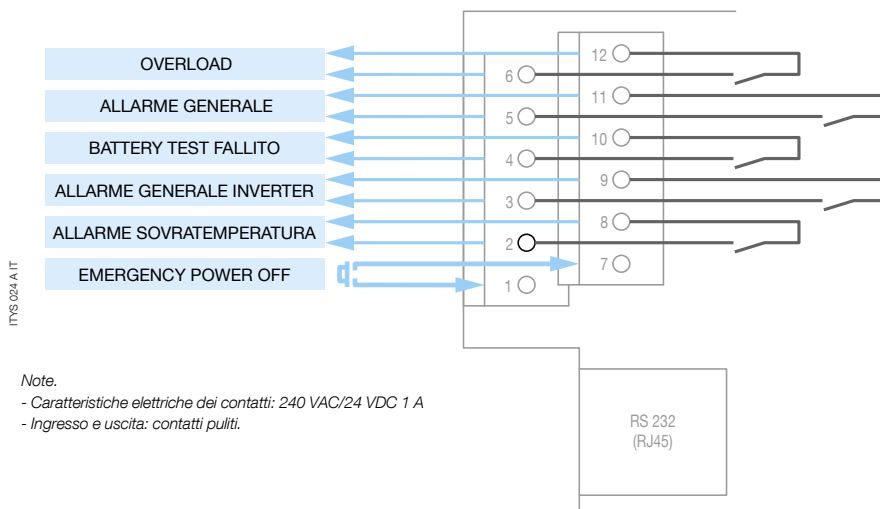 OVERLOAD
ALLARME GENERALE
BATTERY TEST FALLITO
ALLARME GENERALE INVERTER
ALLARME SOVRATEMPERATURA
EMERGENCY POWER OFF
12
6
11
5
10
4
9
3
8
2
7
1
ITYS 024 A IT
Note.
- Caratteristiche elettriche dei contatti: 240 VAC/24 VDC 1 A
- Ingresso e uscita: contatti puliti.
RS 232
(RJ45)